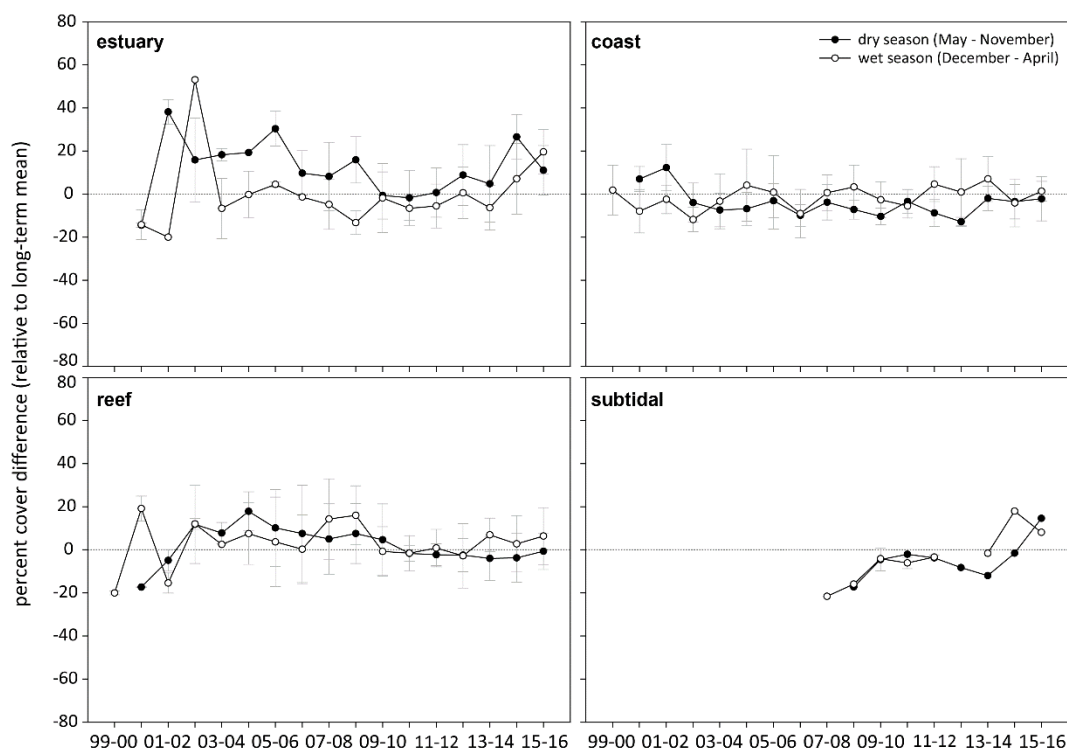 percent cover difference (relative to long-term mean)
80
60
40
20
0
-20
-40
-60
-80
estuary
coast
dry season (May - November)
wet season (December - April)
80
60
40
20
0
-20
-40
-60
-80
reef
subtidal
99-00 01-02 03-04 05-06 07-08 09-10 11-12 13-14 15-16
99-00 01-02 03-04 05-06 07-08 09-10 11-12 13-14 15-16